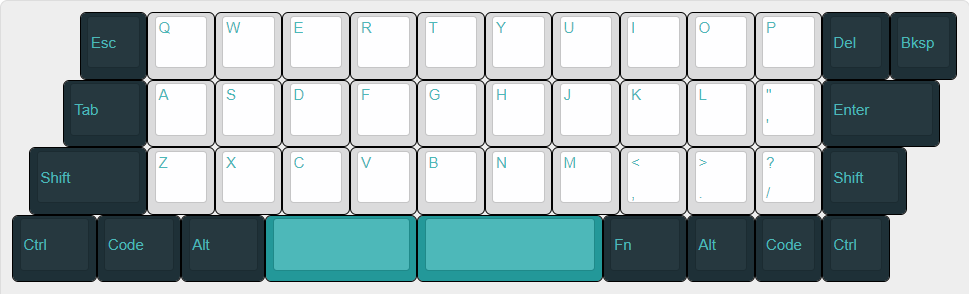 Esc Q W E R T Y U I O P Del Bksp
Tab A S D F G H J K L " Enter
'
Shift Z X C V B N M < > ? Shift
, . /
Ctrl Code Alt Fn Alt Code Ctrl